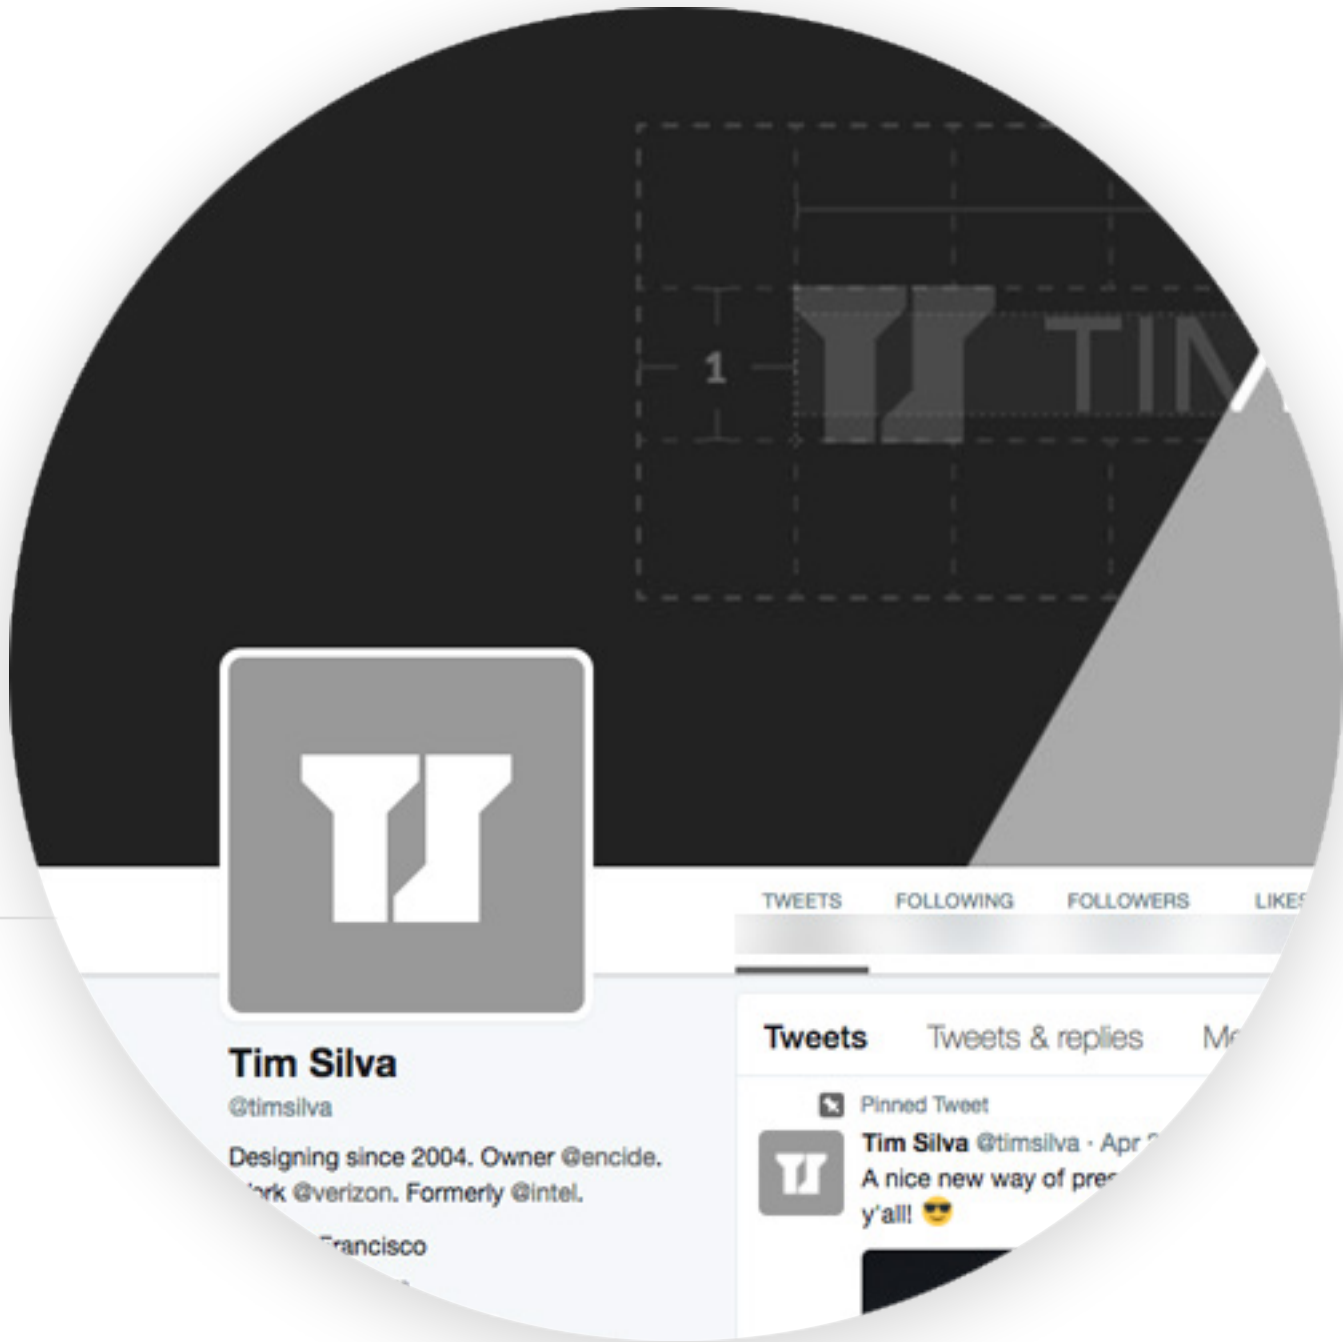 1
TWEETS FOLLOWING FOLLOWERS LIKES
Tweets Tweets & replies
Tim Silva
@timsilva
Designing since 2004. Owner @encide.
@verizon. Formerly @intel.
Francisco
Pinned Tweet
Tim Silva @timsilva · Apr
A nice new way of
y'all! 😎